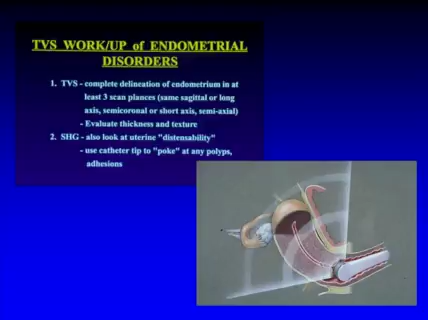 TVS WORK/UP of ENDOMETRIAL
DISORDERS
1. TVS - complete delineation of endometrium in at
least 3 scan plances (same sagittal or long
axis, semicoronal or short axis, semi-axial)
- Evaluate thickness and texture
2. SHG - also look at uterine "distensability"
- use catheter tip to "poke" at any polyps,
adhesions